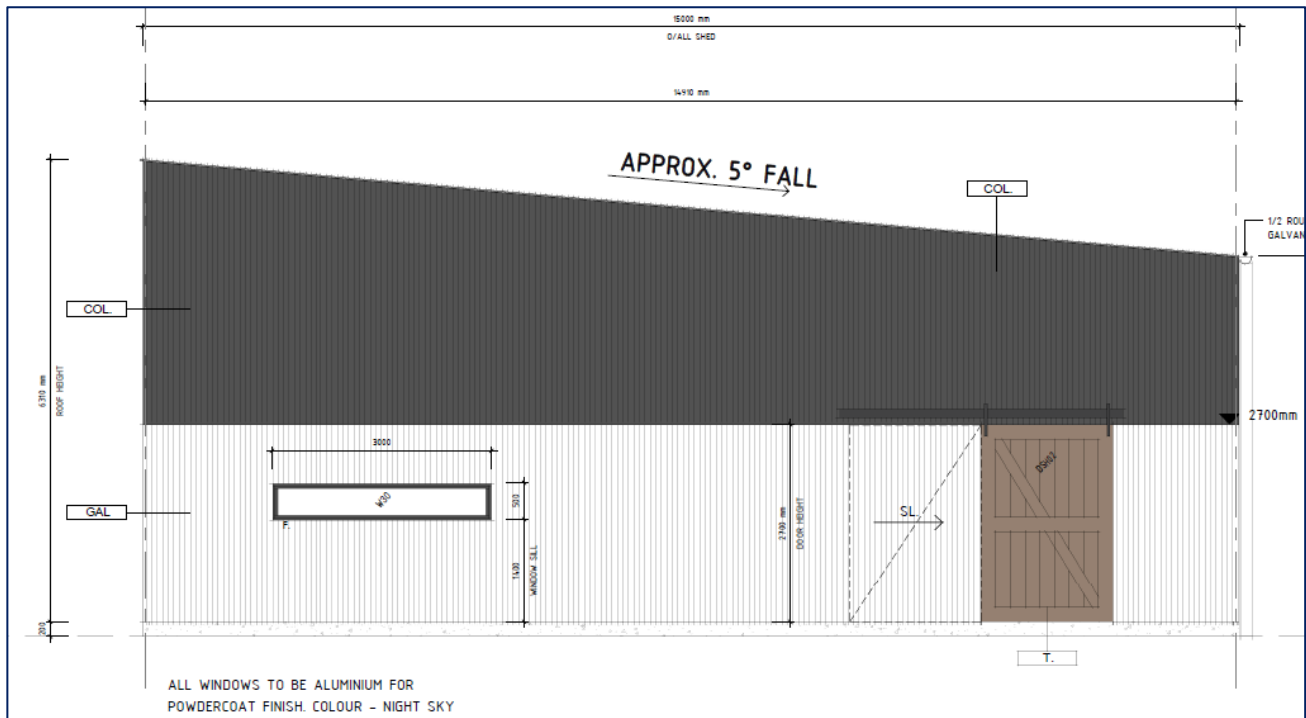 15000 mm
O/ALL SHED
14910 mm
APPROX. 5° FALL
COL.
1/2 ROU
GALVAN
COL.
6310 mm
ROOF HEIGHT
2700mm
3000
W30
F.
500
1400
WINDOW SILL
GAL
2700 mm
DOOR HEIGHT
SL.
DSH02
200
T.
ALL WINDOWS TO BE ALUMINIUM FOR
POWDERCOAT FINISH. COLOUR - NIGHT SKY